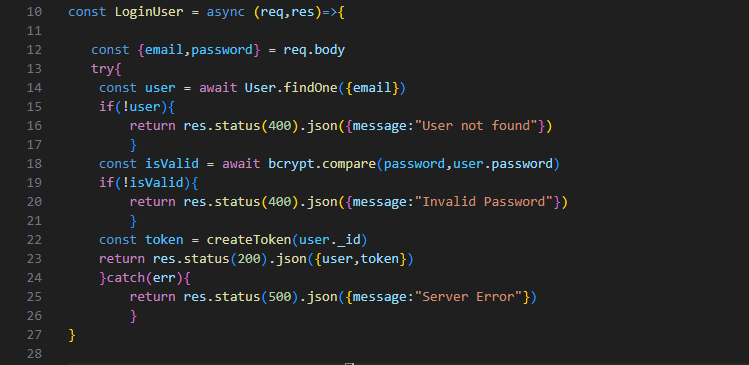 10 const LoginUser = async (req,res)=>{
11
12 const {email,password} = req.body
13 try{
14 const user = await User.findOne({email})
15 if(!user){
16 return res.status(400).json({message:"User not found"})
17 }
18 const isValid = await bcrypt.compare(password,user.password)
19 if(!isValid){
20 return res.status(400).json({message:"Invalid Password"})
21 }
22 const token = createToken(user._id)
23 return res.status(200).json({user,token})
24 }catch(err){
25 return res.status(500).json({message:"Server Error"})
26 }
27 }
28